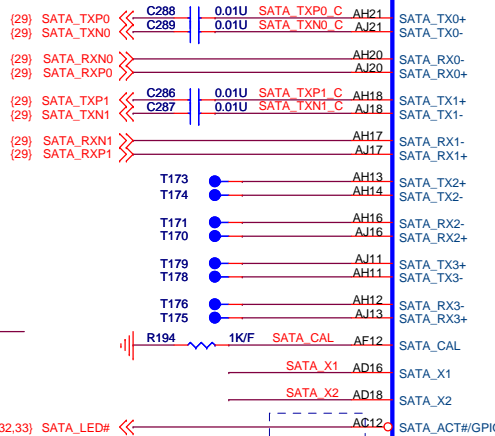 {29} SATA_TXP0 C288 0.01U SATA_TXP0_C AH21 SATA_TX0+
{29} SATA_TXN0 C289 0.01U SATA_TXN0_C AJ21 SATA_TX0-
{29} SATA_RXN0 AH20 SATA_RX0-
{29} SATA_RXP0 AJ20 SATA_RX0+
{29} SATA_TXP1 C286 0.01U SATA_TXP1_C AH18 SATA_TX1+
{29} SATA_TXN1 C287 0.01U SATA_TXN1_C AJ18 SATA_TX1-
{29} SATA_RXN1 AH17 SATA_RX1-
{29} SATA_RXP1 AJ17 SATA_RX1+
T173 AH13 SATA_TX2+
T174 AH14 SATA_TX2-
T171 AH16 SATA_RX2-
T170 AJ16 SATA_RX2+
T179 AJ11 SATA_TX3+
T178 AH11 SATA_TX3-
T176 AH12 SATA_RX3-
T175 AJ13 SATA_RX3+
R194 1K/F SATA_CAL AF12 SATA_CAL
SATA_X1 AD16 SATA_X1
SATA_X2 AD18 SATA_X2
32,33} SATA_LED# AC12 SATA_ACT#/GPIO